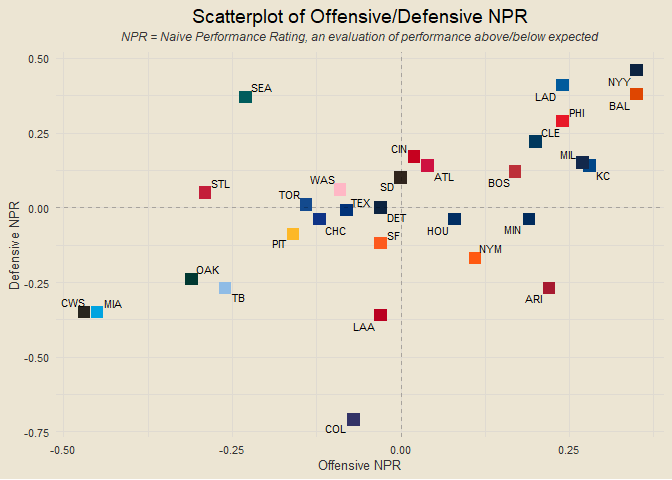 Scatterplot of Offensive/Defensive NPR
NPR = Naive Performance Rating, an evaluation of performance above/below expected
0.50
NYY
SEA
LAD
BAL
PHI
0.25
CLE
CIN
MIL
KC
ATL
BOS
STL
WAS
SD
TOR
TEX
0.00
DET
CHC
HOU
MIN
SF
PIT
NYM
Defensive NPR
OAK
-0.25
TB
ARI
CWS
MIA
LAA
-0.50
COL
-0.75
-0.50
-0.25
0.00
0.25
Offensive NPR